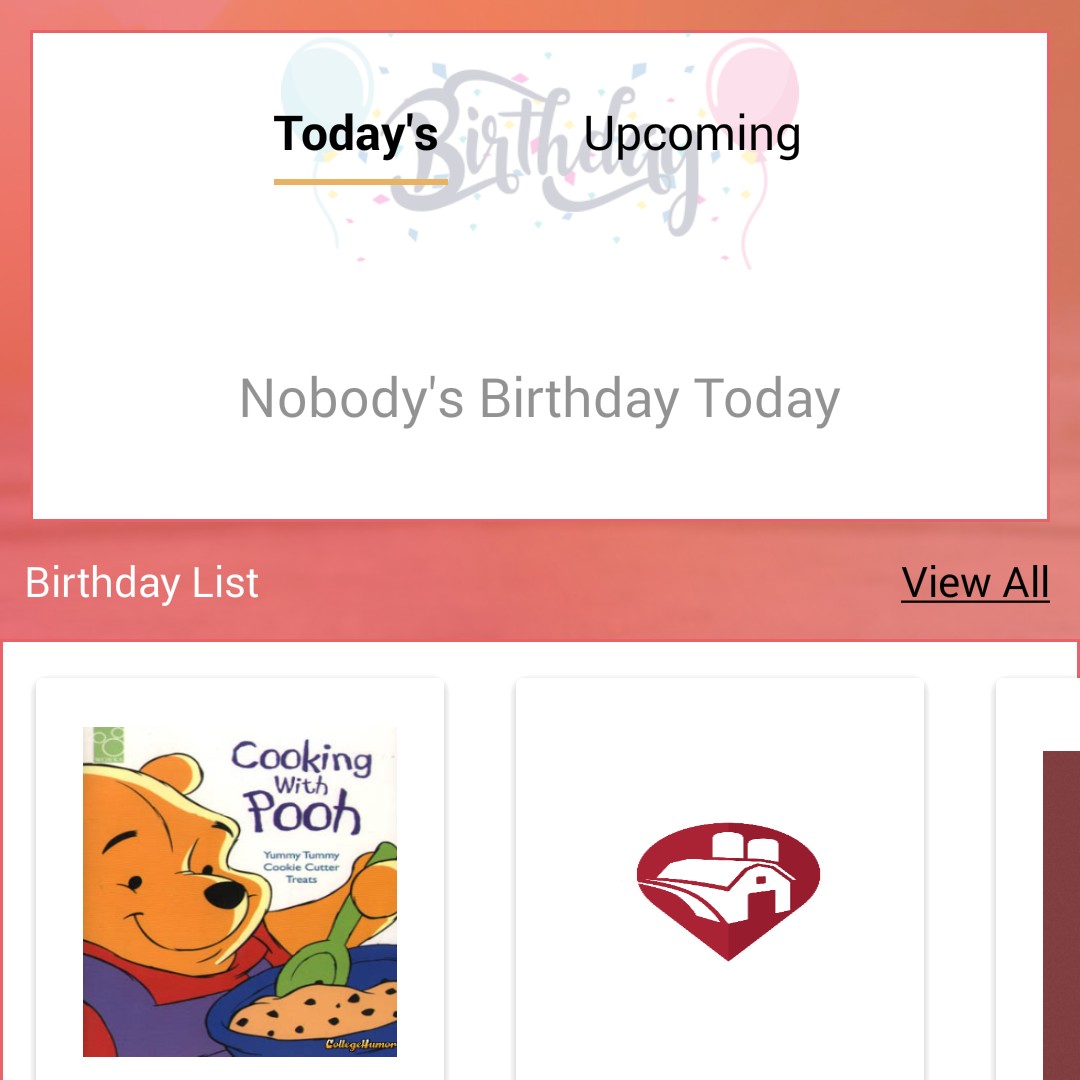 Birthday
Today's
Upcoming
Nobody's Birthday Today
Birthday List
View All
Cooking
With
Pooh
Yummy Tummy
Cookie Cutter
Treats
CollegeHumor